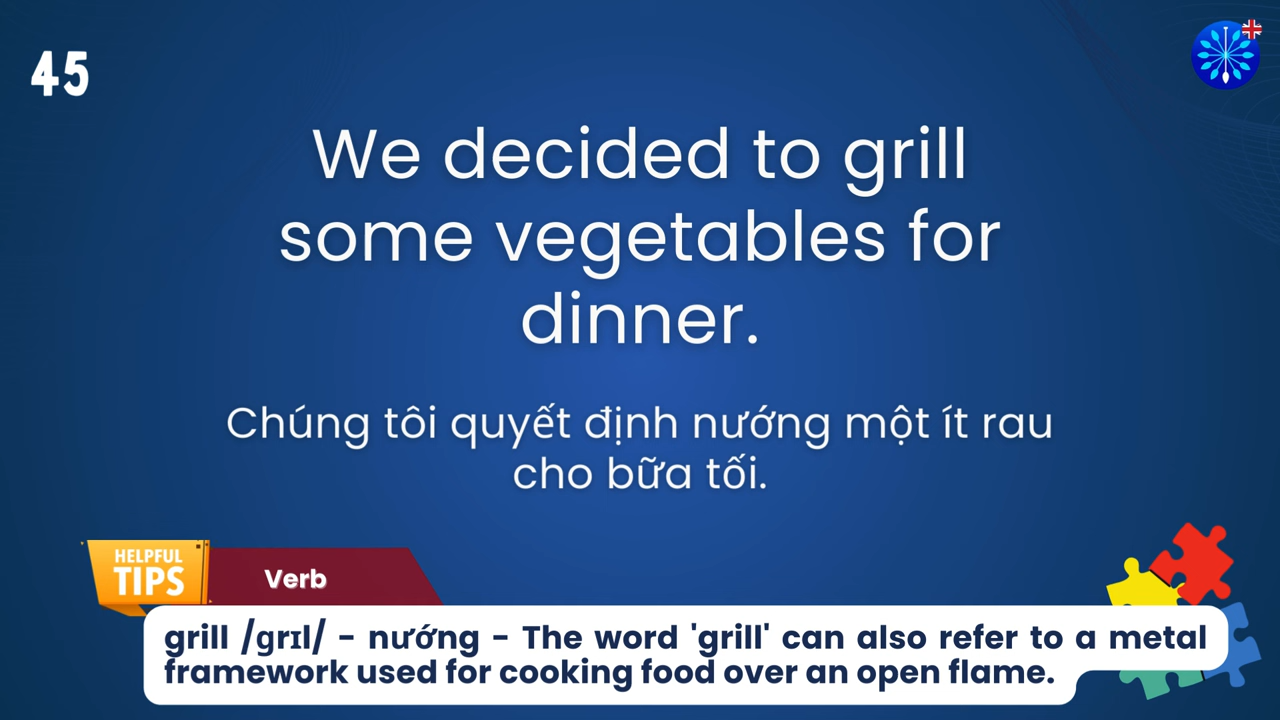 45
We decided to grill
some vegetables for
dinner.
Chúng tôi quyết định nướng một ít rau
cho bữa tối.
HELPFUL
TIPS
Verb
grill /grɪl/ - nướng - The word 'grill' can also refer to a metal
framework used for cooking food over an open flame.